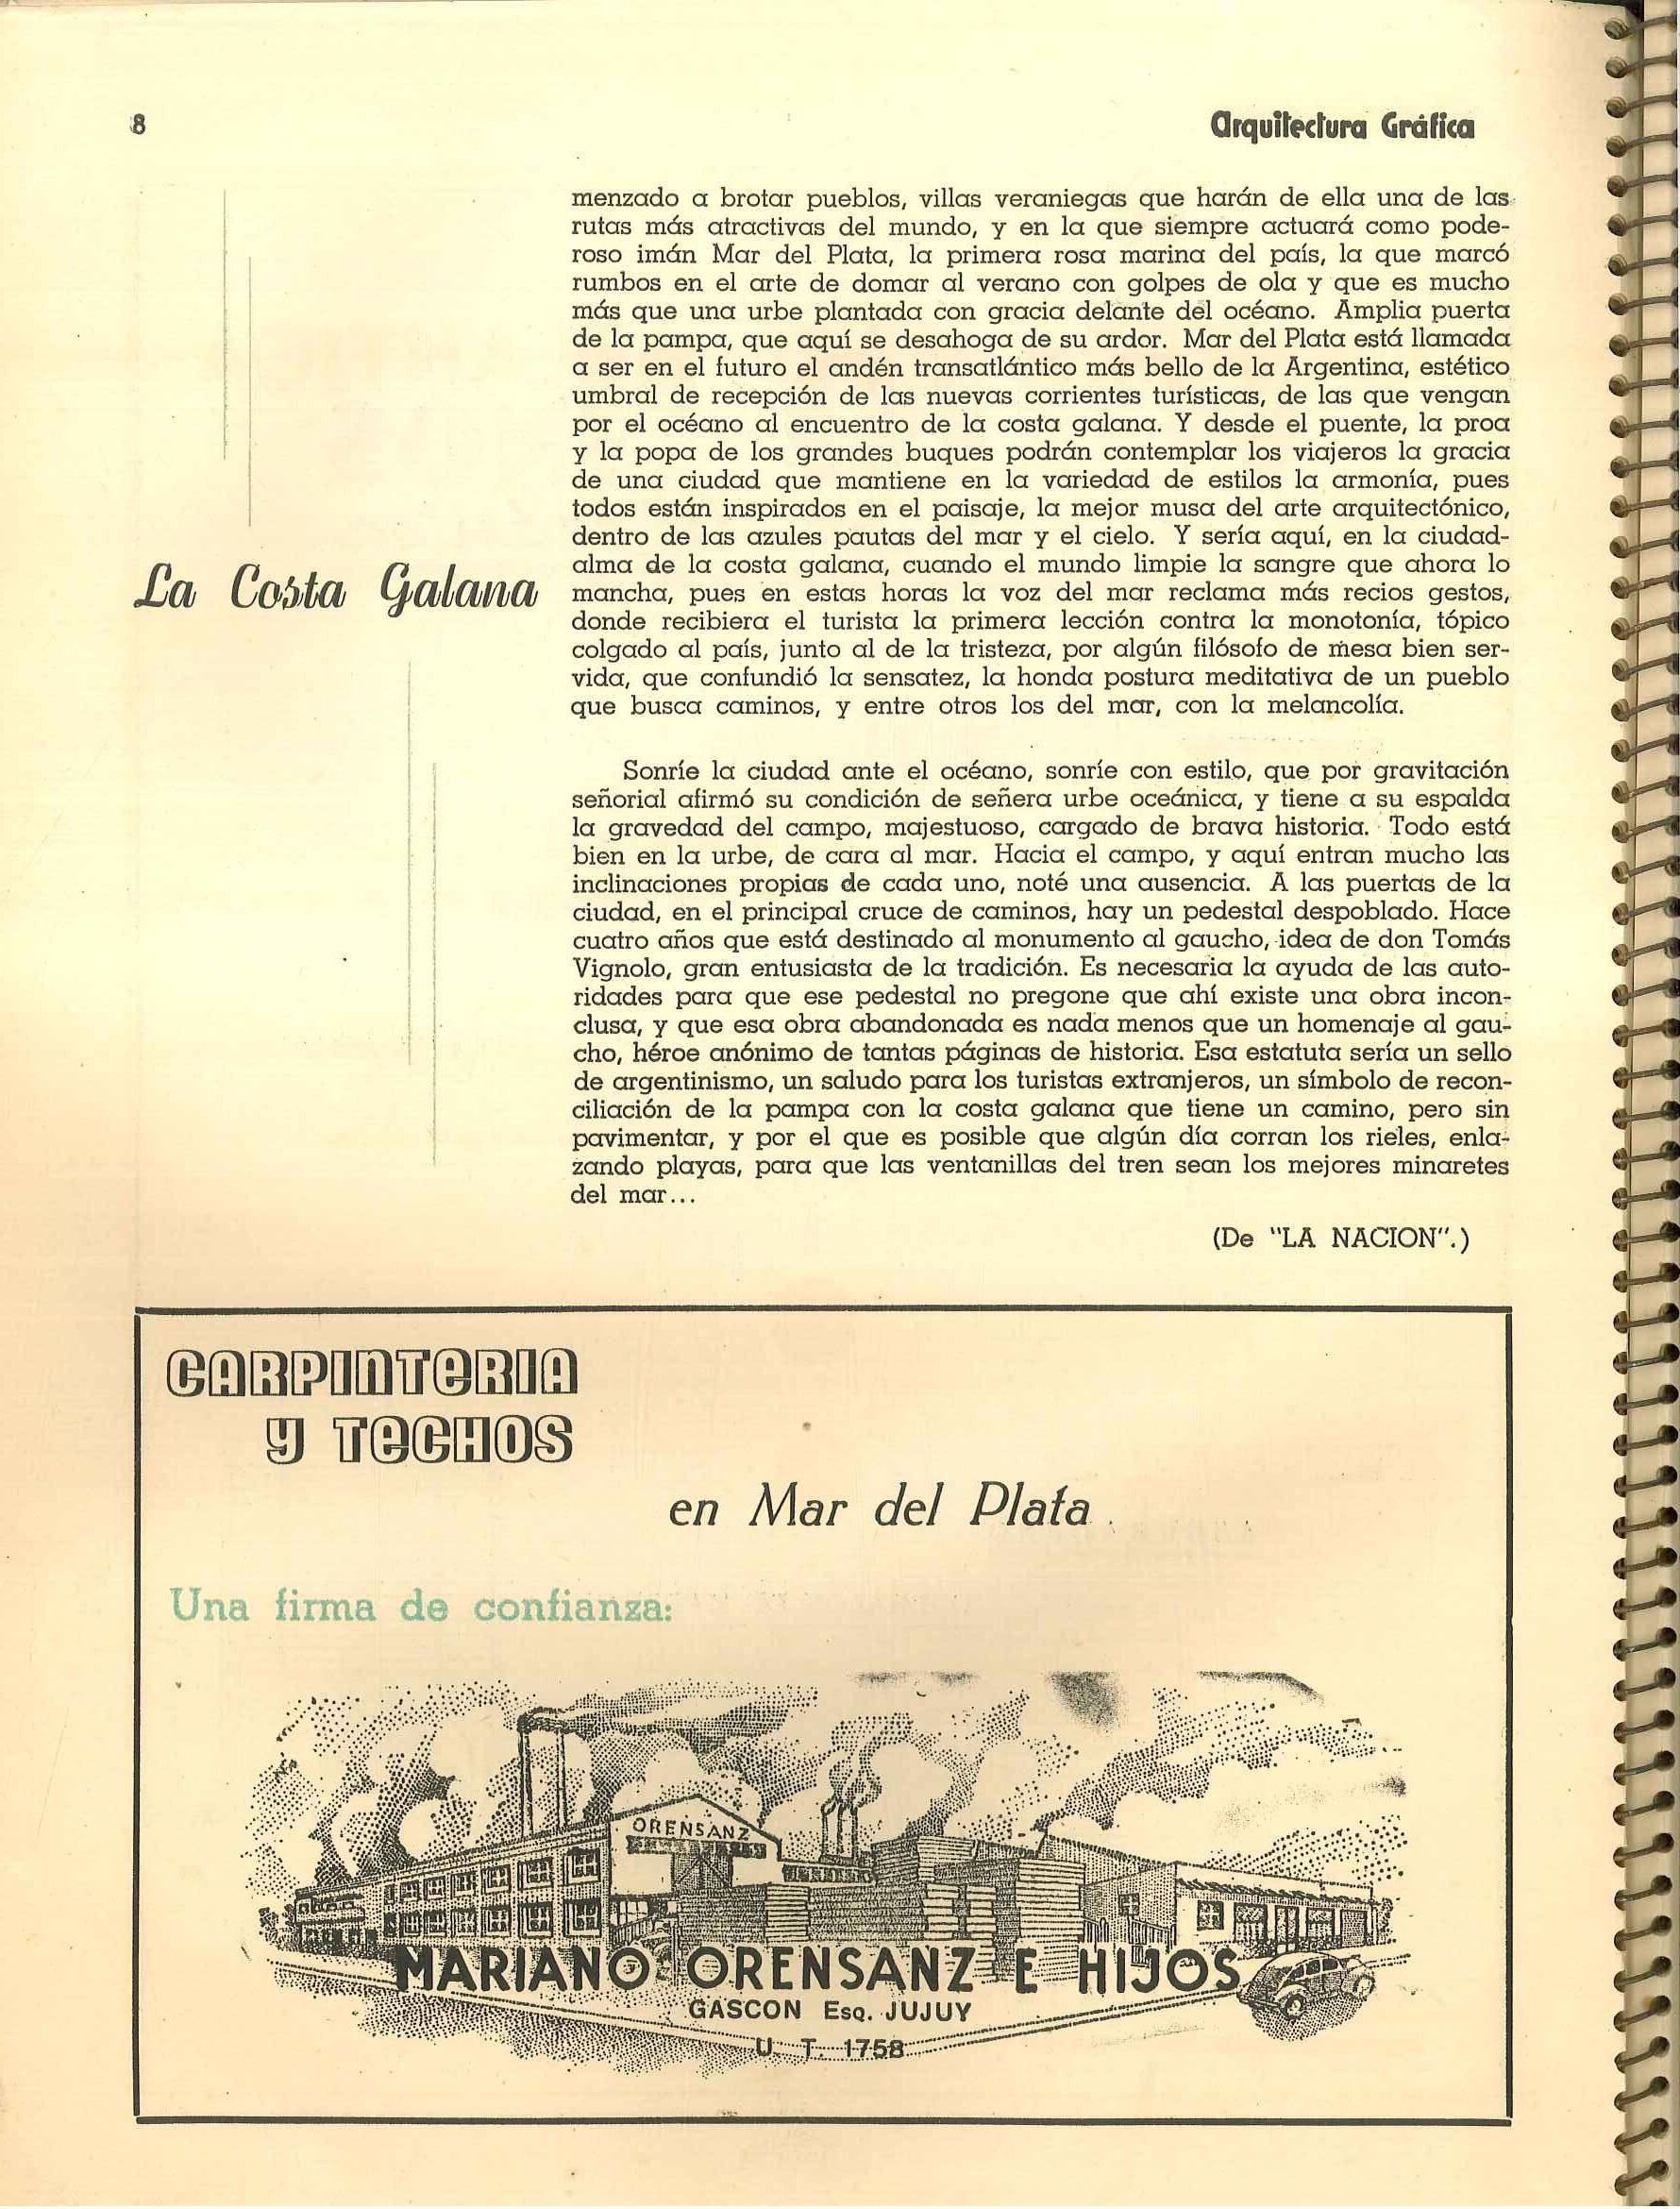 8
Arquitectura Gráfica
menzado a brotar pueblos, villas veraniegas que harán de ella una de las
rutas más atractivas del mundo, y en la que siempre actuará como pode-
roso imán Mar del Plata, la primera rosa marina del país, la que marcó
rumbos en el arte de domar al verano con golpes de ola y que es mucho
más que una urbe plantada con gracia delante del océano. Amplia puerta
de la pampa, que aquí se desahoga de su ardor. Mar del Plata está llamada
a ser en el futuro el andén transatlántico más bello de la Argentina, estético
umbral de recepción de las nuevas corrientes turísticas, de las que vengan
por el océano al encuentro de la costa galana. Y desde el puente, la proa
y la popa de los grandes buques podrán contemplar los viajeros la gracia
de una ciudad que mantiene en la variedad de estilos la armonía, pues
todos están inspirados en el paisaje, la mejor musa del arte arquitectónico,
dentro de las azules pautas del mar y el cielo. Y sería aquí, en la ciudad-
alma de la costa galana, cuando el mundo limpie la sangre que ahora lo
mancha, pues en estas horas la voz del mar reclama más recios gestos,
donde recibiera el turista la primera lección contra la monotonía, tópico
colgado al país, junto al de la tristeza, por algún filósofo de mesa bien ser-
vida, que confundió la sensatez, la honda postura meditativa de un pueblo
que busca caminos, y entre otros los del mar, con la melancolía.
La Costa Galana
Sonríe la ciudad ante el océano, sonríe con estilo, que por gravitación
señorial afirmó su condición de señera urbe oceánica, y tiene a su espalda
la gravedad del campo, majestuoso, cargado de brava historia. Todo está
bien en la urbe, de cara al mar. Hacia el campo, y aquí entran mucho las
inclinaciones propias de cada uno, noté una ausencia. A las puertas de la
ciudad, en el principal cruce de caminos, hay un pedestal despoblado. Hace
cuatro años que está destinado al monumento al gaucho, idea de don Tomás
Vignolo, gran entusiasta de la tradición. Es necesaria la ayuda de las auto-
ridades para que ese pedestal no pregone que ahí existe una obra incon-
clusa, y que esa obra abandonada es nada menos que un homenaje al gau-
cho, héroe anónimo de tantas páginas de historia. Esa estatuta sería un sello
de argentinismo, un saludo para los turistas extranjeros, un símbolo de recon-
ciliación de la pampa con la costa galana que tiene un camino, pero sin
pavimentar, y por el que es posible que algún día corran los rieles, enla-
zando playas, para que las ventanillas del tren sean los mejores minaretes
del mar...
(De "LA NACION".)
CARPINTERIA
Y TECHOS
en Mar del Plata
Una firma de confianza:
ORENSANZ
MARIANO ORENSANZ E HIJOS
GASCON Esq. JUJUY
U. T. 1758